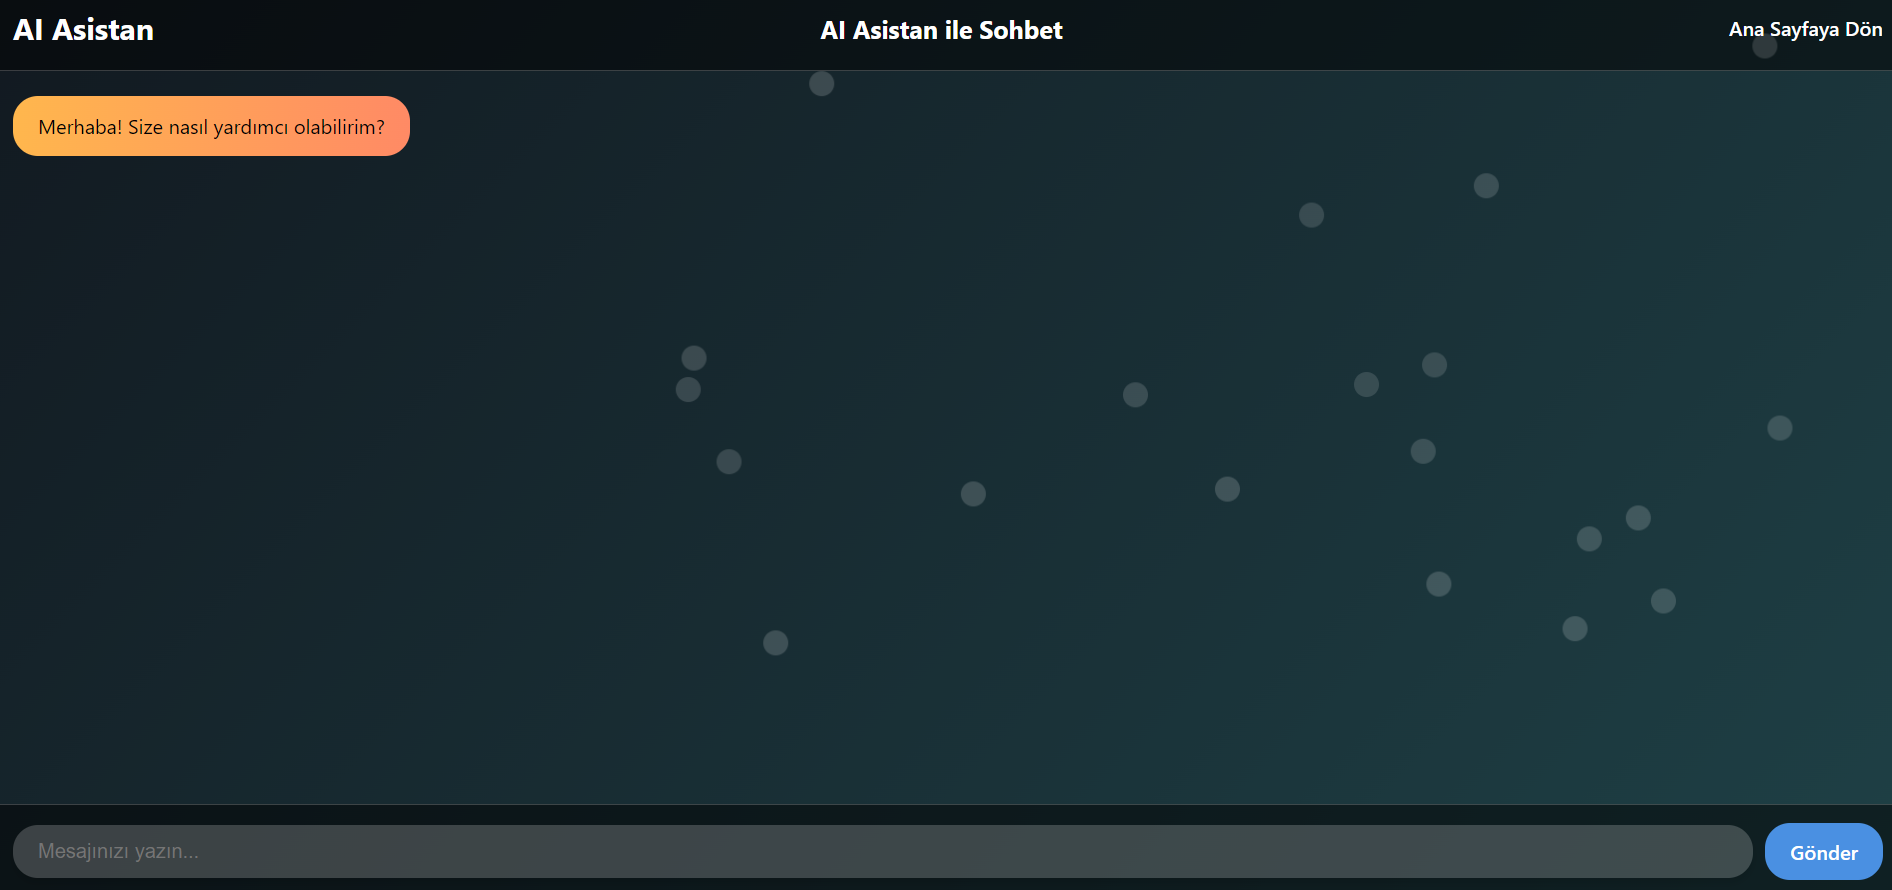 AI Asistan
AI Asistan ile Sohbet
Ana Sayfaya Dön
Merhaba! Size nasıl yardımcı olabilirim?
Mesajınızı yazın...
Gönder